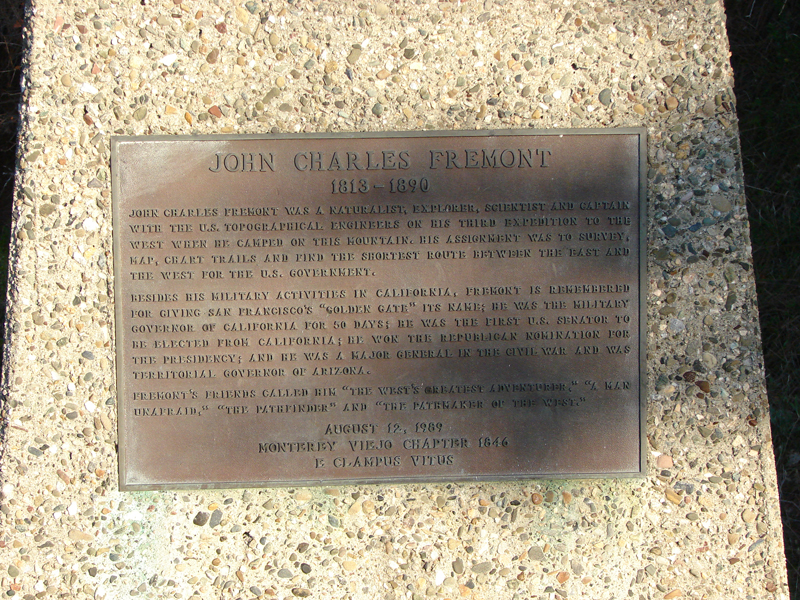 JOHN CHARLES FREMONT
1813-1890
JOHN CHARLES FREMONT WAS A NATURALIST, EXPLORER, SCIENTIST AND CAPTAIN
WITH THE U.S. TOPOGRAPHICAL ENGINEERS ON HIS THIRD EXPEDITION TO THE
WEST WHEN HE CAMPED ON THIS MOUNTAIN. HIS ASSIGNMENT WAS TO SURVEY,
MAP, CHART TRAILS AND FIND THE SHORTEST ROUTE BETWEEN THE EAST AND
THE WEST FOR THE U.S. GOVERNMENT.
BESIDES HIS MILITARY ACTIVITIES IN CALIFORNIA, FREMONT IS REMEMBERED
FOR GIVING SAN FRANCISCO'S "GOLDEN GATE" ITS NAME; HE WAS THE MILITARY
GOVERNOR OF CALIFORNIA FOR 50 DAYS; HE WAS THE FIRST U.S. SENATOR TO
BE ELECTED FROM CALIFORNIA; HE WON THE REPUBLICAN NOMINATION FOR
THE PRESIDENCY; AND HE WAS A MAJOR GENERAL IN THE CIVIL WAR AND WAS
TERRITORIAL GOVERNOR OF ARIZONA.
FREMONT'S FRIENDS CALLED HIM "THE WEST'S GREATEST ADVENTURER," "A MAN
UNAFRAID," "THE PATHFINDER" AND "THE PATHMAKER OF THE WEST."
AUGUST 12, 1989
MONTEREY VIEJO CHAPTER 1846
E CLAMPUS VITUS